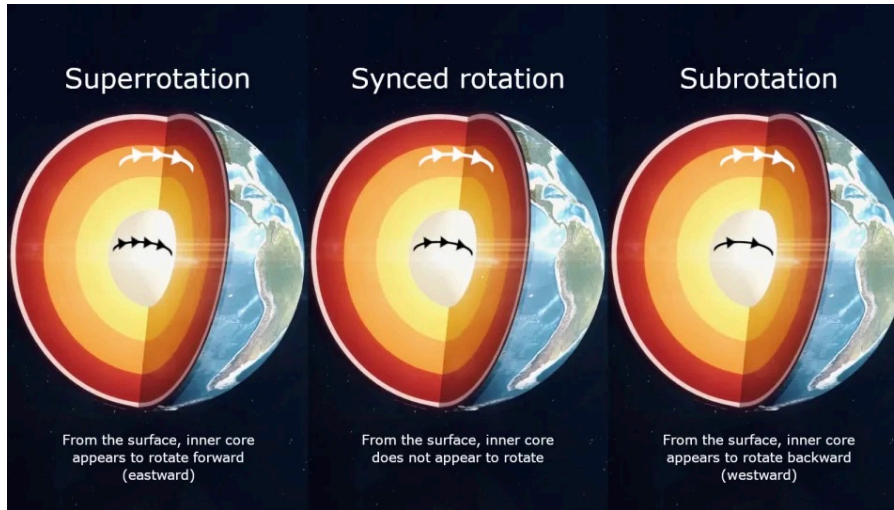 Superrotation
Synced rotation
Subrotation
From the surface, inner core
appears to rotate forward
(eastward)
From the surface, inner core
does not appear to rotate
From the surface, inner core
appears to rotate backward
(westward)